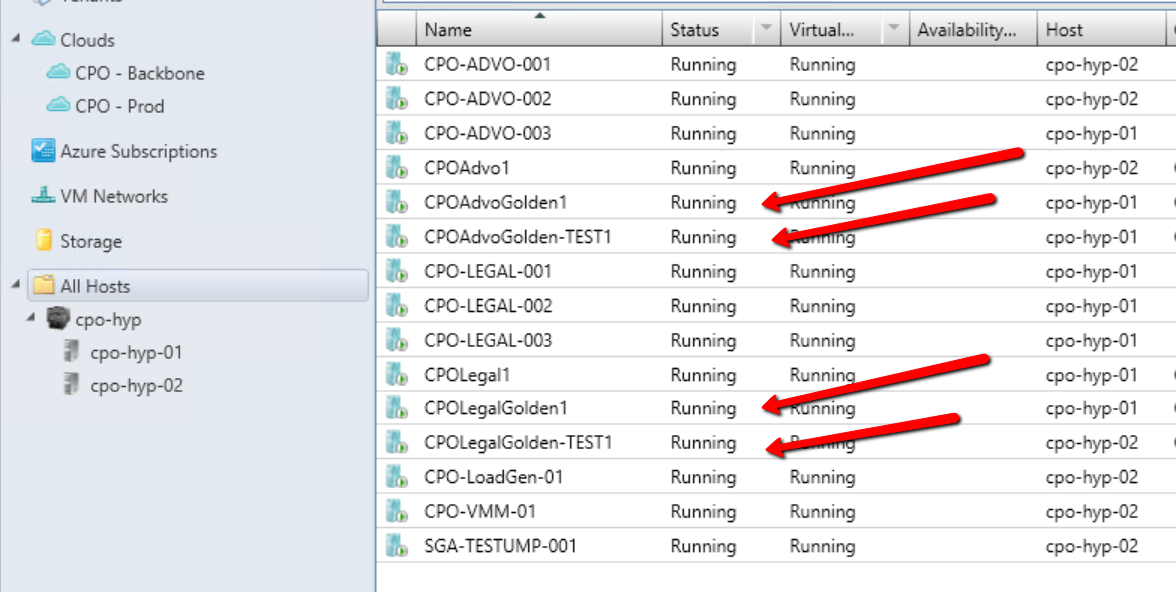 Tenants
Clouds
CPO - Backbone
CPO - Prod
Azure Subscriptions
VM Networks
Storage
All Hosts
cpo-hyp
cpo-hyp-01
cpo-hyp-02
Name Status Virtual... Availability... Host
CPO-ADVO-001 Running Running cpo-hyp-02
CPO-ADVO-002 Running Running cpo-hyp-02
CPO-ADVO-003 Running Running cpo-hyp-01
CPOAdvo1 Running Running cpo-hyp-02
CPOAdvoGolden1 Running Running cpo-hyp-01
CPOAdvoGolden-TEST1 Running Running cpo-hyp-01
CPO-LEGAL-001 Running Running cpo-hyp-01
CPO-LEGAL-002 Running Running cpo-hyp-01
CPO-LEGAL-003 Running Running cpo-hyp-01
CPOLegal1 Running Running cpo-hyp-01
CPOLegalGolden1 Running Running cpo-hyp-01
CPOLegalGolden-TEST1 Running Running cpo-hyp-02
CPO-LoadGen-01 Running Running cpo-hyp-02
CPO-VMM-01 Running Running cpo-hyp-02
SGA-TESTUMP-001 Running Running cpo-hyp-02